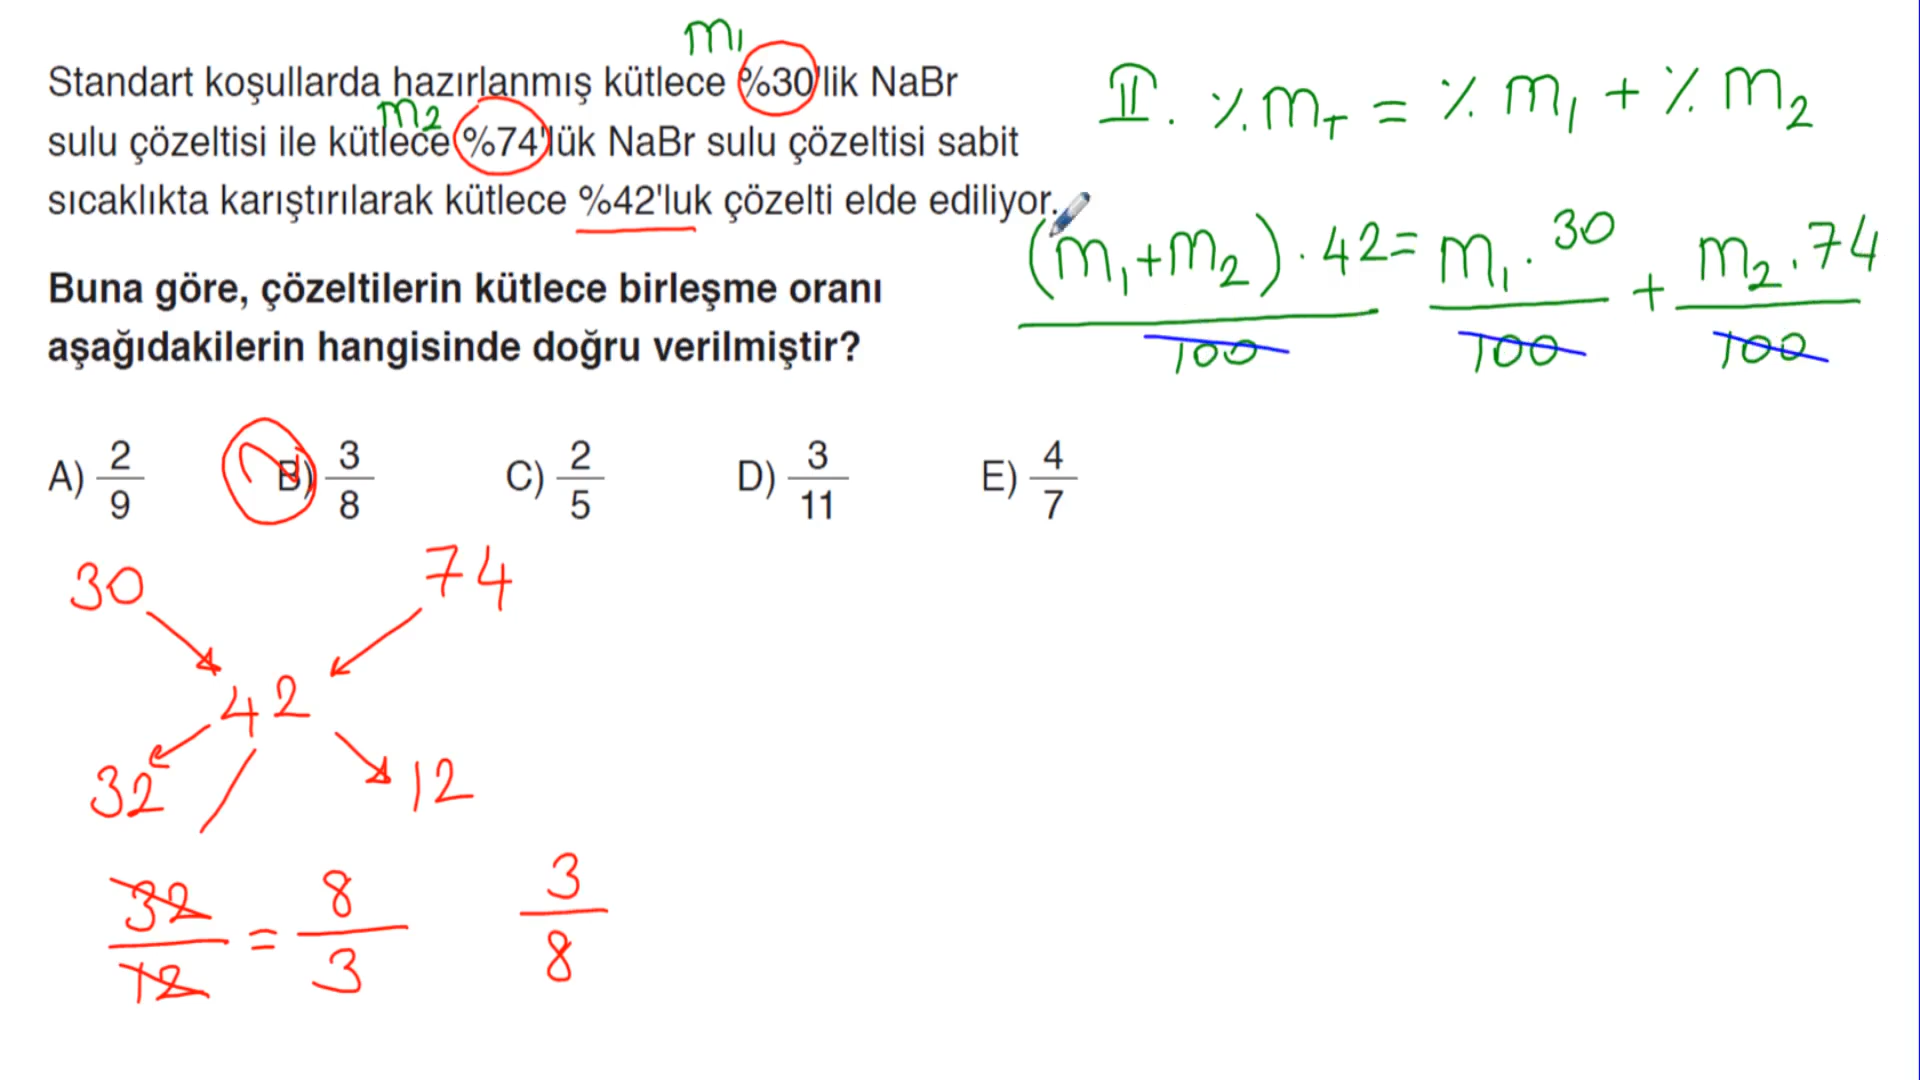 m₁
Standart koşullarda hazırlanmış kütlece %30'lik NaBr
m₂
sulu çözeltisi ile kütlece %74'lük NaBr sulu çözeltisi sabit
sıcaklıkta karıştırılarak kütlece %42'luk çözelti elde ediliyor.
Buna göre, çözeltilerin kütlece birleşme oranı
aşağıdakilerin hangisinde doğru verilmiştir?
A) 2/9 B) 3/8 C) 2/5 D) 3/11 E) 4/7
30 74
42
32 12
32/12 = 8/3 3/8
II. % m_T = % m₁ + % m₂
(m₁+m₂).42/100 = m₁.30/100 + m₂.74/100